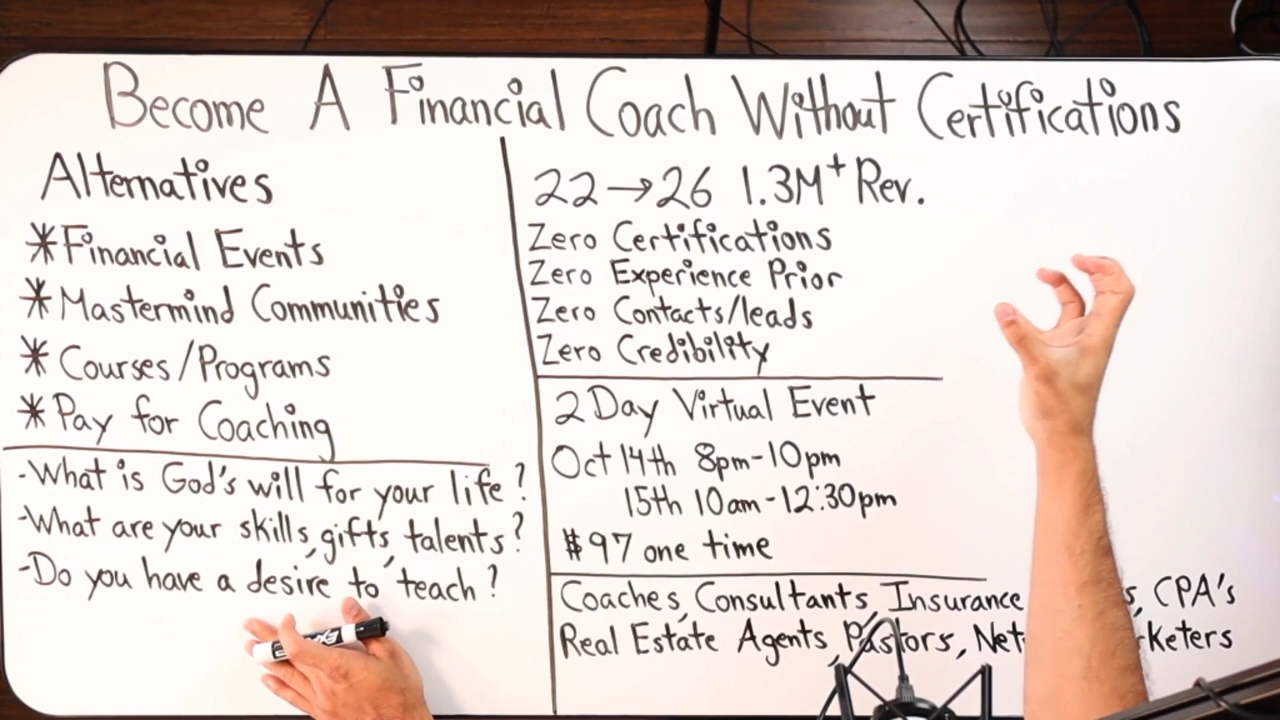 Become A Financial Coach Without Certifications
Alternatives
*Financial Events
*Mastermind Communities
*Courses/Programs
*Pay for Coaching
-What is God's will for your life?
-What are your skills, gifts, talents?
-Do you have a desire to teach?
22→26 1.3M+ Rev.
Zero Certifications
Zero Experience Prior
Zero Contacts/leads
Zero Credibility
2 Day Virtual Event
Oct 14th 8pm-10pm
15th 10am-12:30pm
$97 one time
Coaches, Consultants, Insurance CPA's
Real Estate Agents, Pastors,